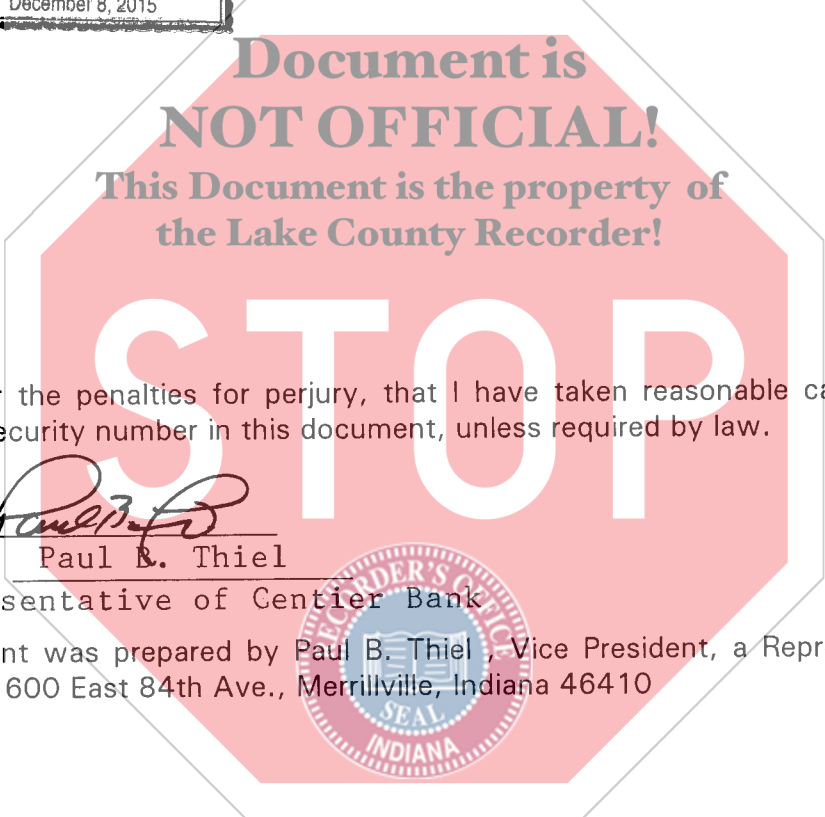 December 8, 2015
Document is
NOT OFFICIAL!
This Document is the property of
the Lake County Recorder!
STOP
the penalties for perjury, that I have taken reasonable
ecurity number in this document, unless required by law.
Paul B. Thiel
sentative of Centier Bank
nt was prepared by Paul B. Thiel , Vice President, a Repr
600 East 84th Ave., Merrillville, Indiana 46410
RECORDER'S OFFICE
SEAL
INDIANA